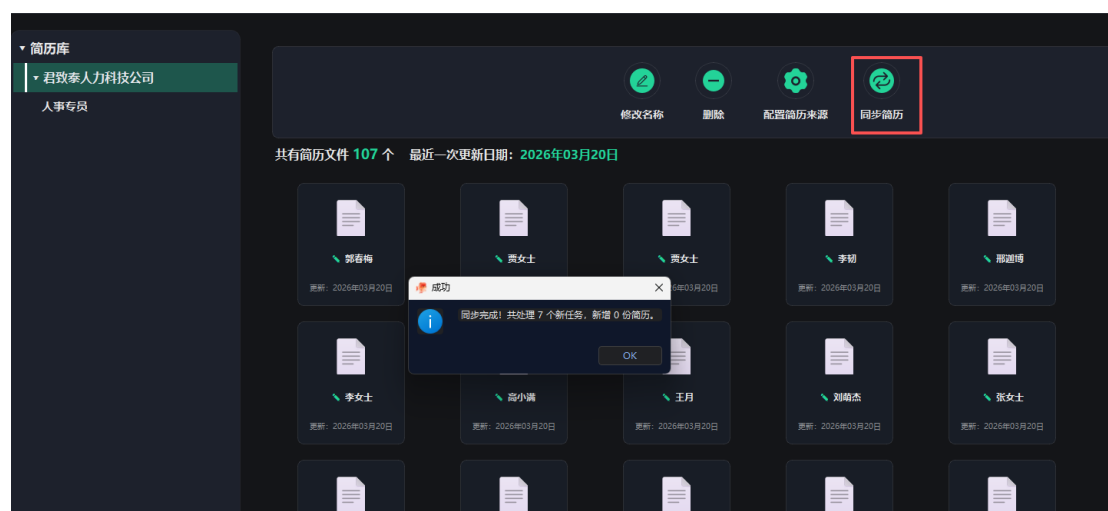 ▾ 简历库
▾ 君致泰人力科技公司
人事专员
修改名称 删除 配置简历来源 同步简历
共有简历文件 107 个 最近一次更新日期：2026年03月20日
郭春梅 贾女士 贾女士 李韧 邢迦博
更新：2026年03月20日 6年03月20日 更新：2026年03月20日 更新：2026年03月20日
成功
同步完成！共处理 7 个新任务，新增 0 份简历。
OK
李女士 高小满 王月 刘萌杰 张女士
更新：2026年03月20日 更新：2026年03月20日 更新：2026年03月20日 更新：2026年03月20日 更新：2026年03月20日